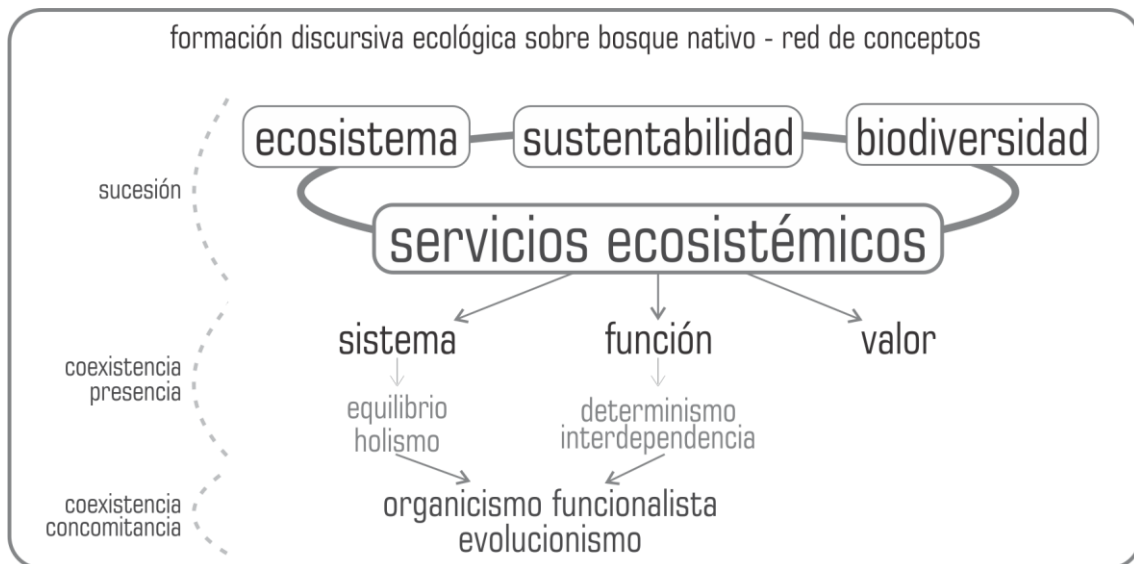 formación discursiva ecológica sobre bosque nativo - red de conceptos
ecosistema
sustentabilidad
biodiversidad
sucesión
servicios ecosistémicos
sistema
función
valor
coexistencia
presencia
equilibrio
holismo
determinismo
interdependencia
coexistencia
concomitancia
organicismo funcionalista
evolucionismo